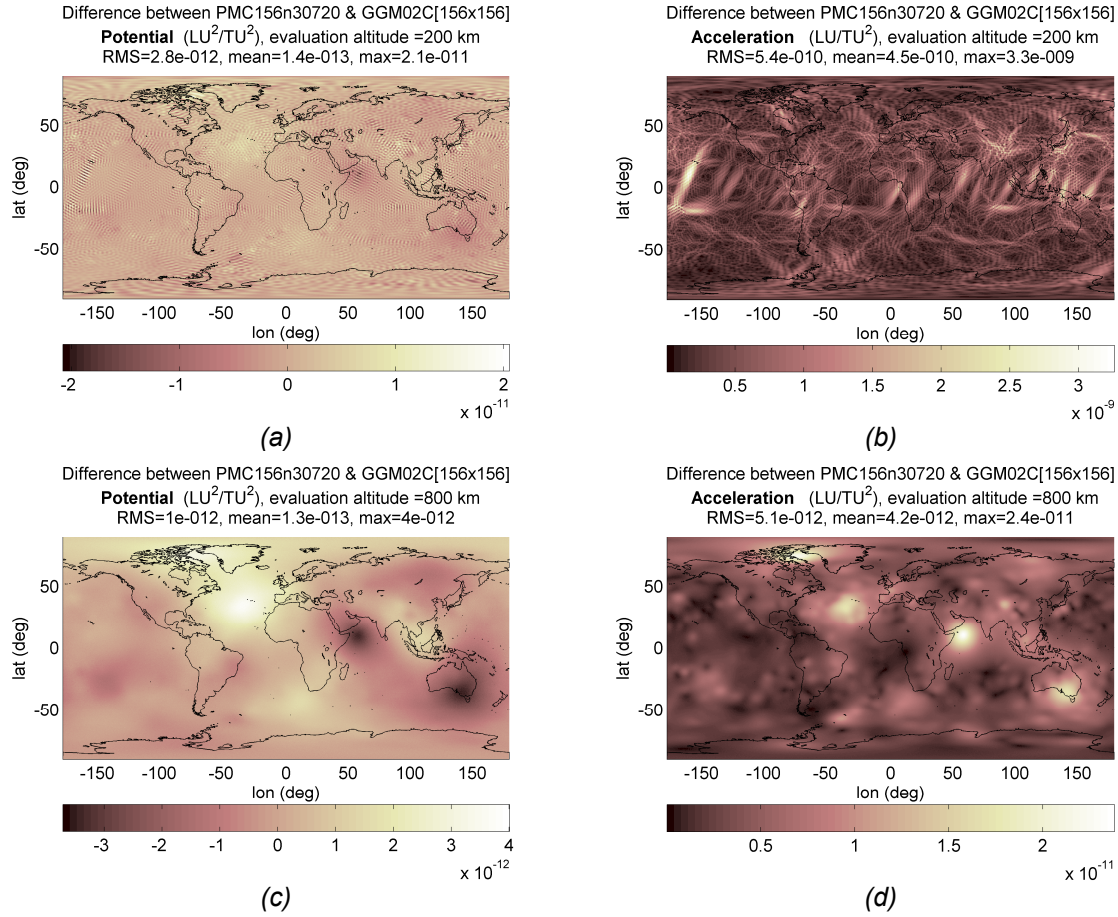 Difference between PMC156n30720 & GGM02C[156x156]
Potential (LU²/TU²), evaluation altitude =200 km
RMS=2.8e-012, mean=1.4e-013, max=2.1e-011
50
0
-50
lat (deg)
-150 -100 -50 0 50 100 150
lon (deg)
-2 -1 0 1 2
x 10⁻¹¹
(a)
Difference between PMC156n30720 & GGM02C[156x156]
Acceleration (LU/TU²), evaluation altitude =200 km
RMS=5.4e-010, mean=4.5e-010, max=3.3e-009
50
0
-50
lat (deg)
-150 -100 -50 0 50 100 150
lon (deg)
0.5 1 1.5 2 2.5 3
x 10⁻⁹
(b)
Difference between PMC156n30720 & GGM02C[156x156]
Potential (LU²/TU²), evaluation altitude =800 km
RMS=1e-012, mean=1.3e-013, max=4e-012
50
0
-50
lat (deg)
-150 -100 -50 0 50 100 150
lon (deg)
-3 -2 -1 0 1 2 3 4
x 10⁻¹²
(c)
Difference between PMC156n30720 & GGM02C[156x156]
Acceleration (LU/TU²), evaluation altitude =800 km
RMS=5.1e-012, mean=4.2e-012, max=2.4e-011
50
0
-50
lat (deg)
-150 -100 -50 0 50 100 150
lon (deg)
0.5 1 1.5 2
x 10⁻¹¹
(d)